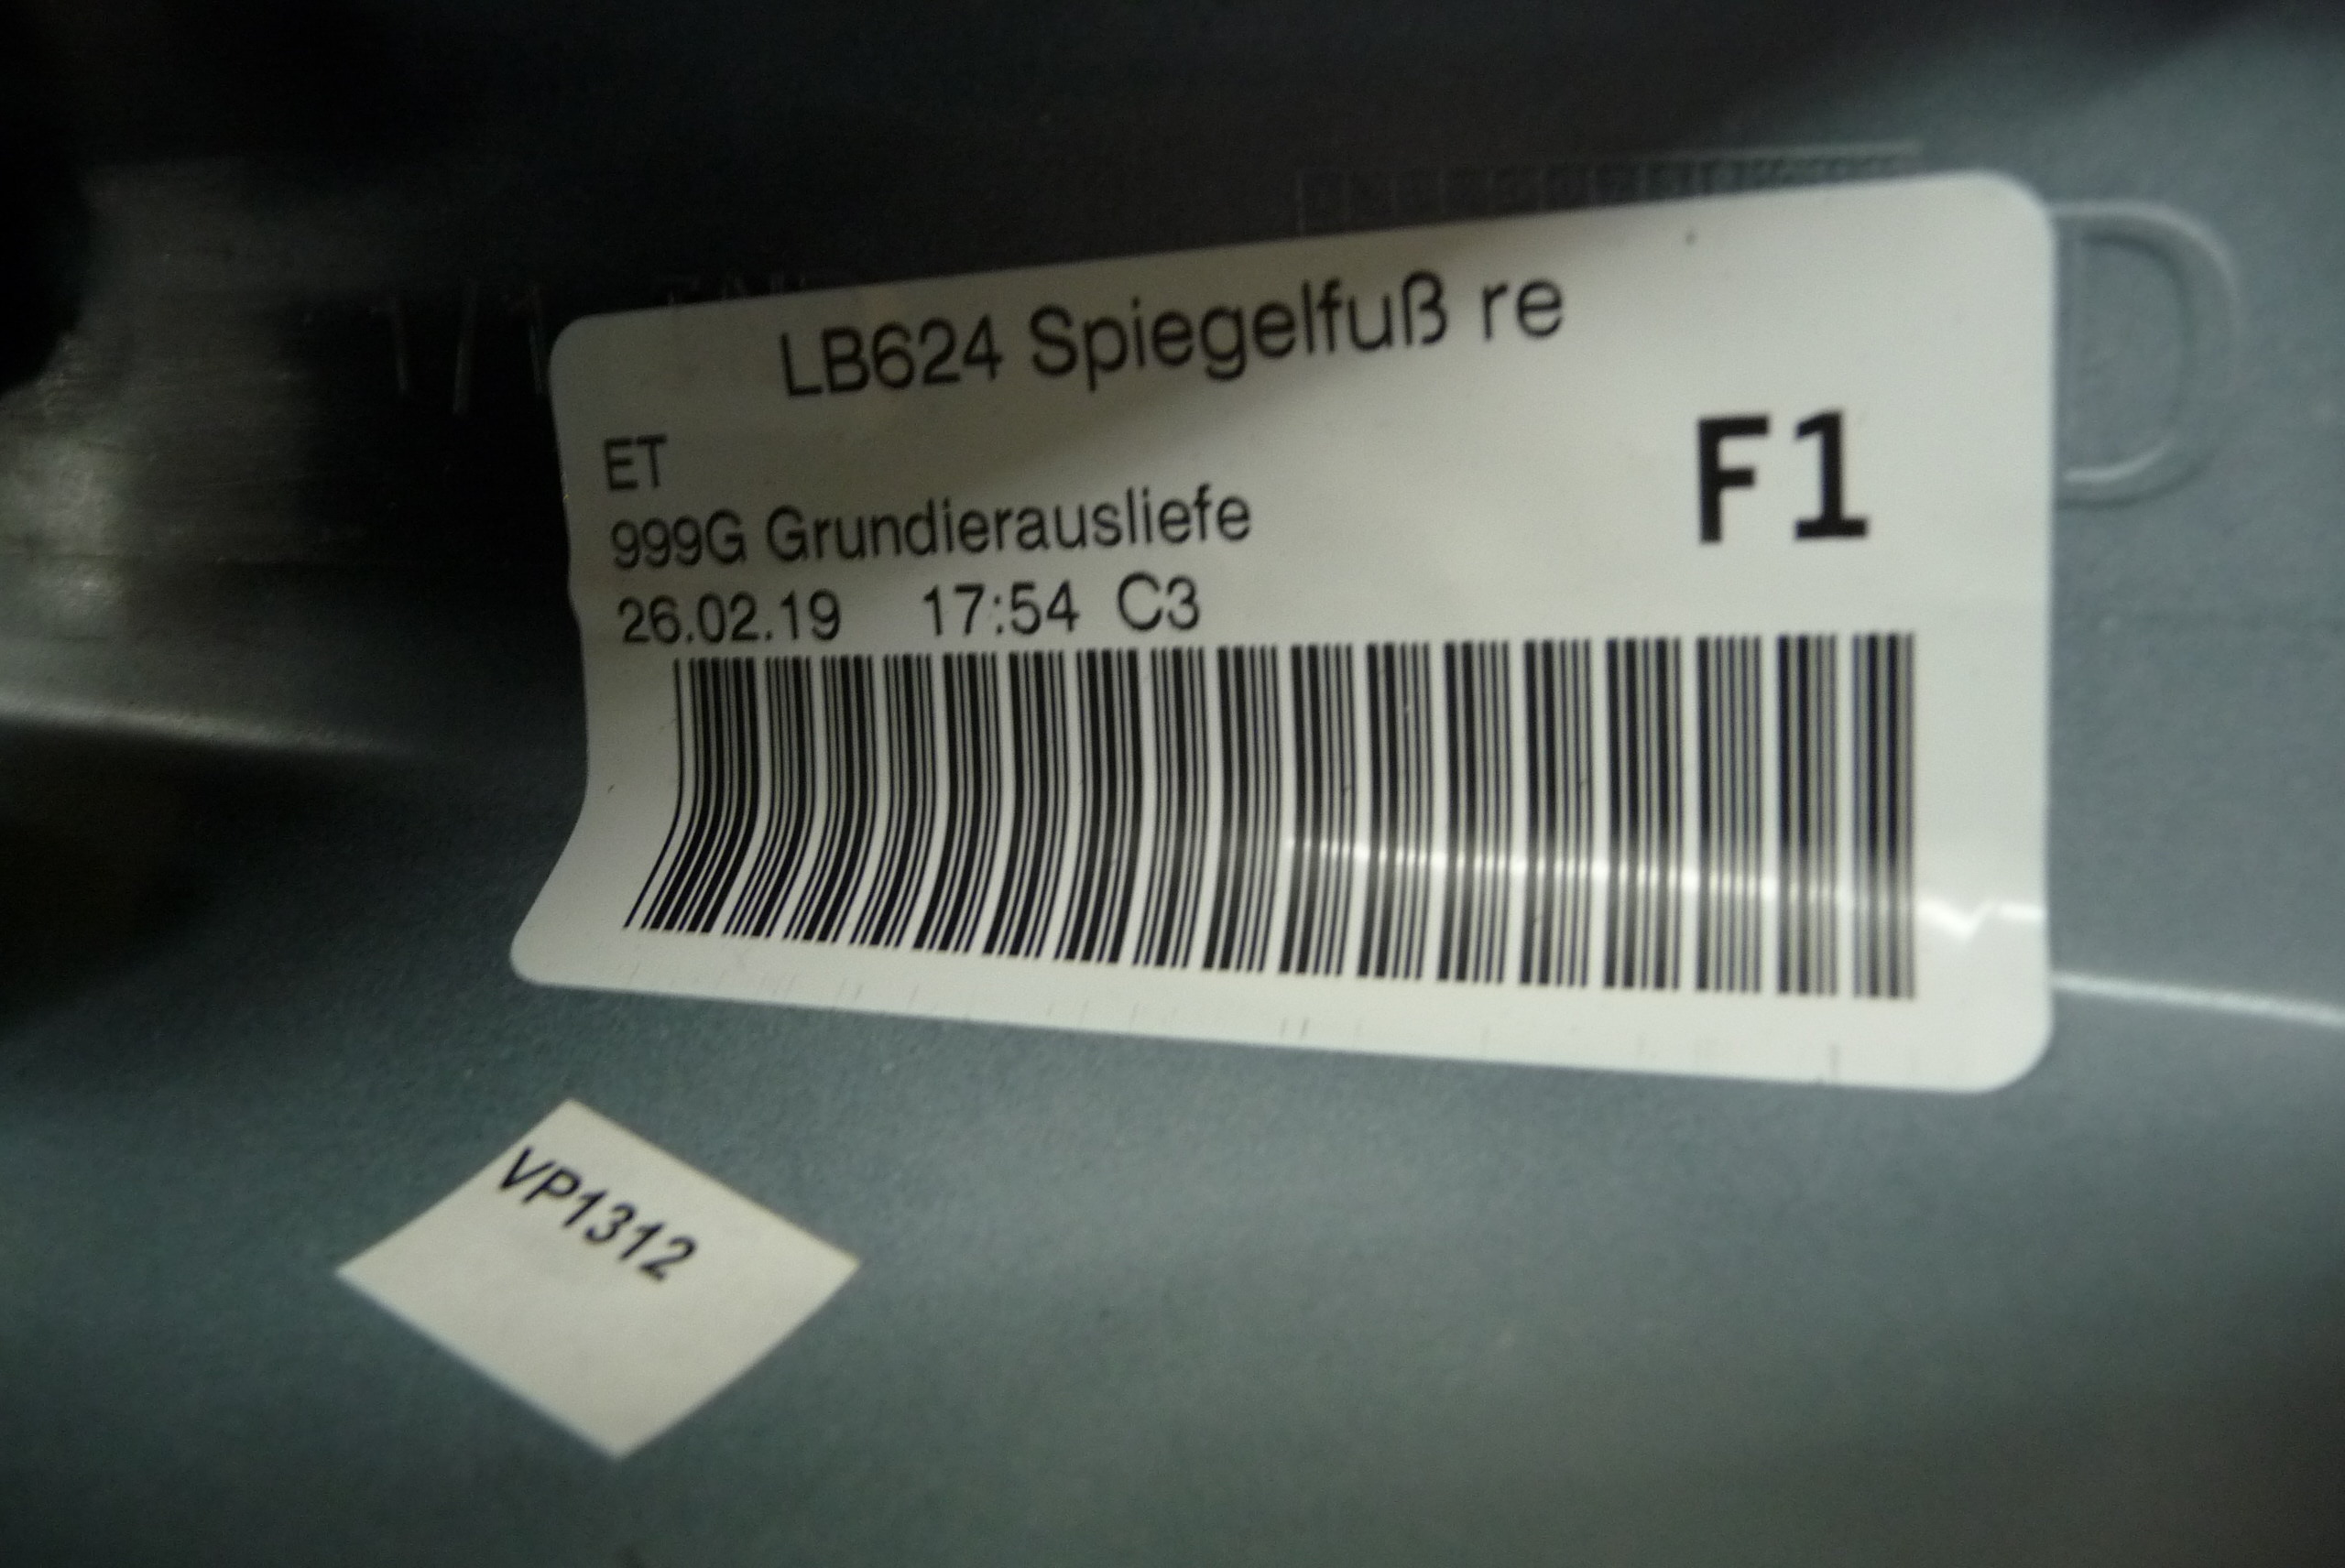 LB624 Spiegelfuß re
ET
F1
999G Grundierausliefe
26.02.19 17:54 C3
VP1312